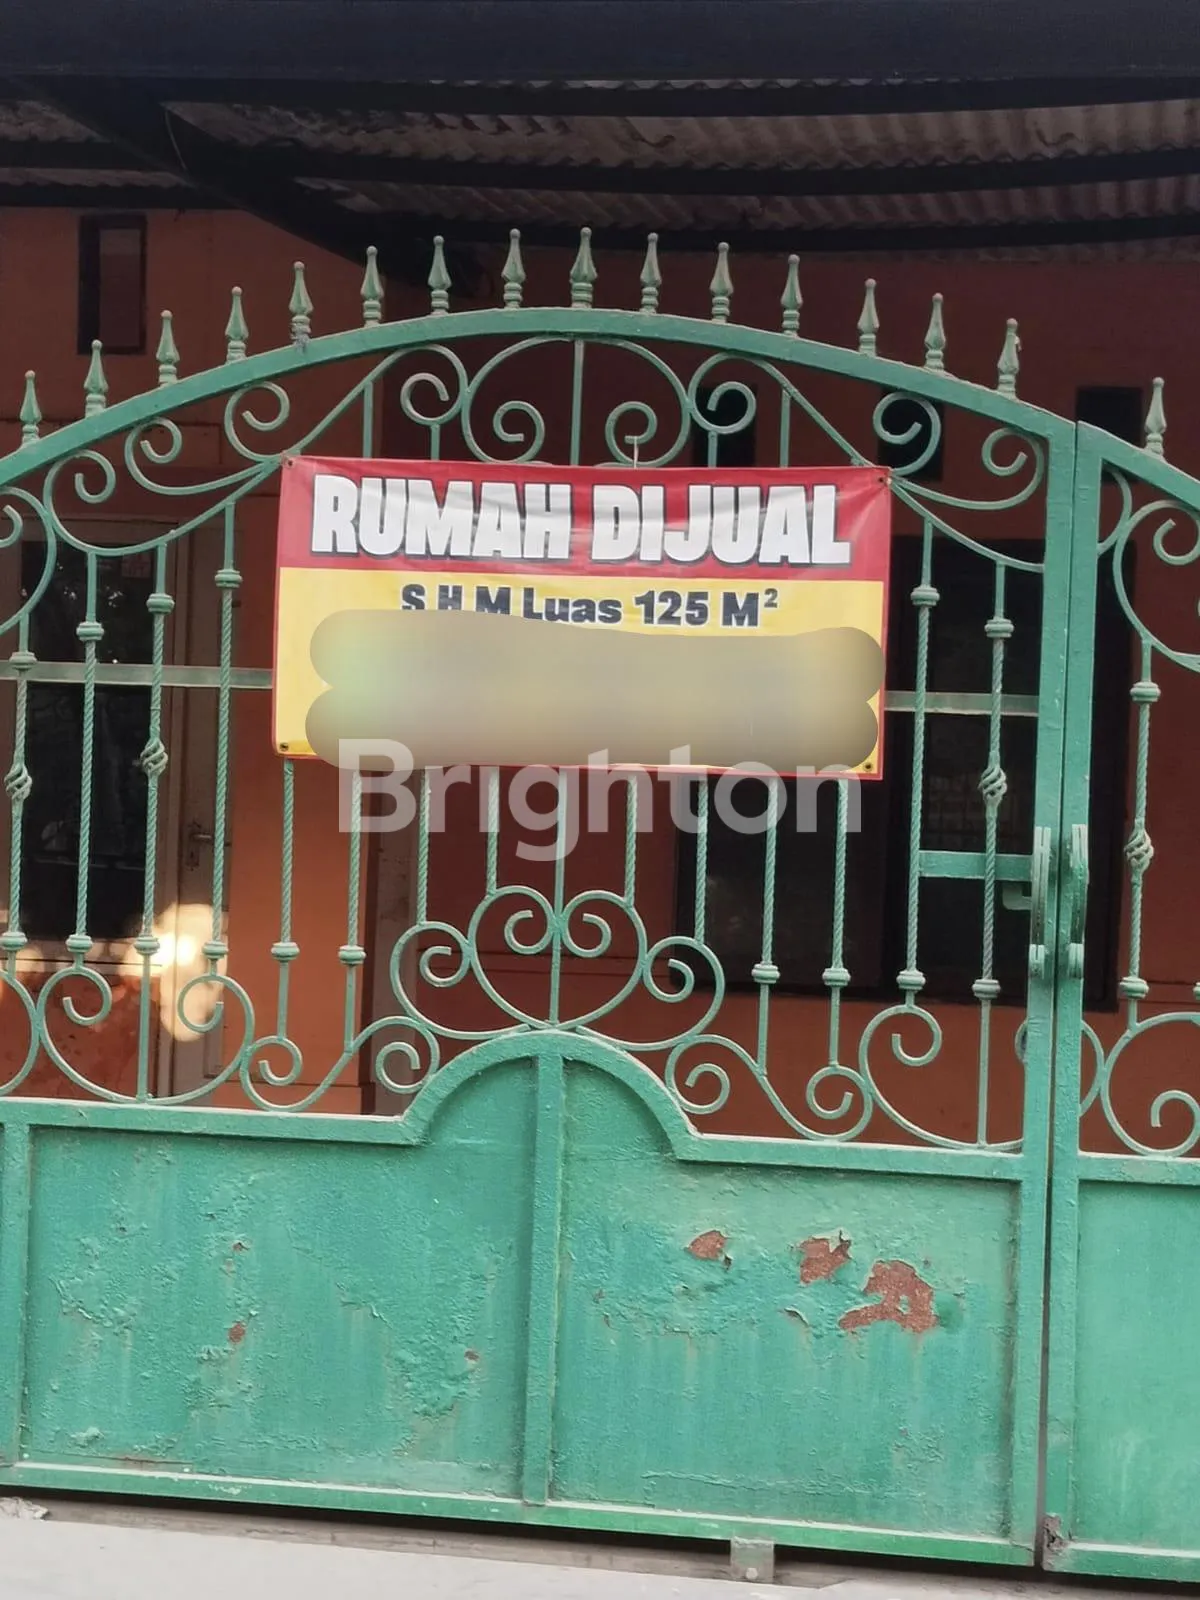 RUMAH DIJUAL
S H M Luas 125 M²
Brighton